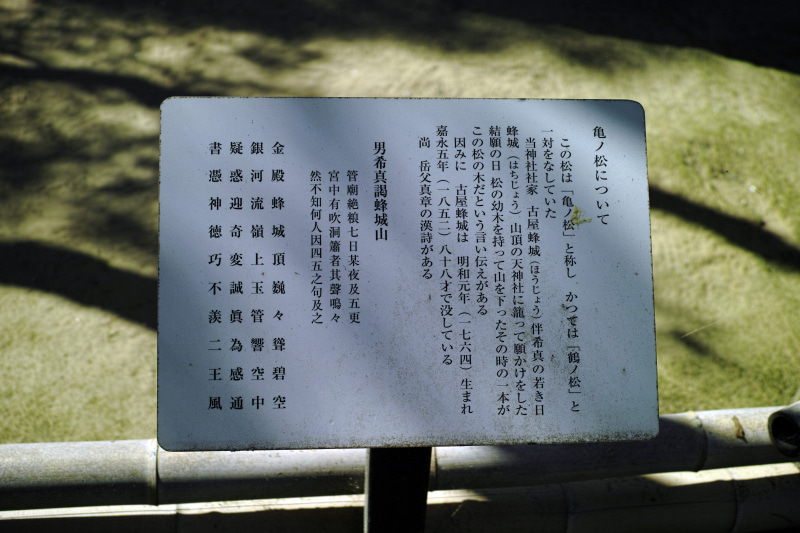 亀ノ松について
この松は「亀ノ松」と称し かつては「鶴ノ松」と
一対をなしていた
当神社社家 古屋蜂城(ほうじょう)伴希真の若き日
蜂城(はちじょう)山頂の天神社に籠って願かけをした
結願の日 松の幼木を持って山を下ったその時の一本が
この松の木だという言い伝えがある
因みに 古屋蜂城は 明和元年(一七六四)生まれ
嘉永五年(一八五二)八十八才で没している
尚 岳父真章の漢詩がある
男希真謁蜂城山
管廟絶粮七日某夜及五更
宮中有吹洞簫者其聲鳴々
然不知何人因四五之句及之
金殿蜂城頂巍々聳碧空
銀河流嶺上玉管響空中
疑惑迎奇変誠眞為感通
書憑神徳巧不羨二王風